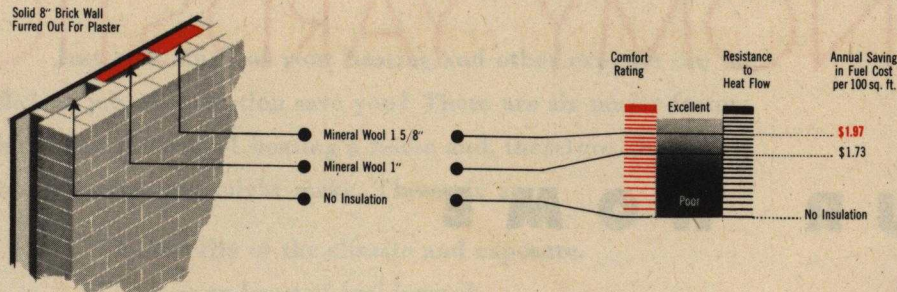 Solid 8" Brick Wall
Furred Out For Plaster
Mineral Wool 1 5/8"
Mineral Wool 1"
No Insulation
Comfort
Rating
Resistance
to
Heat Flow
Annual Saving
in Fuel Cost
per 100 sq. ft.
Excellent
$1.97
$1.73
Poor
No Insulation